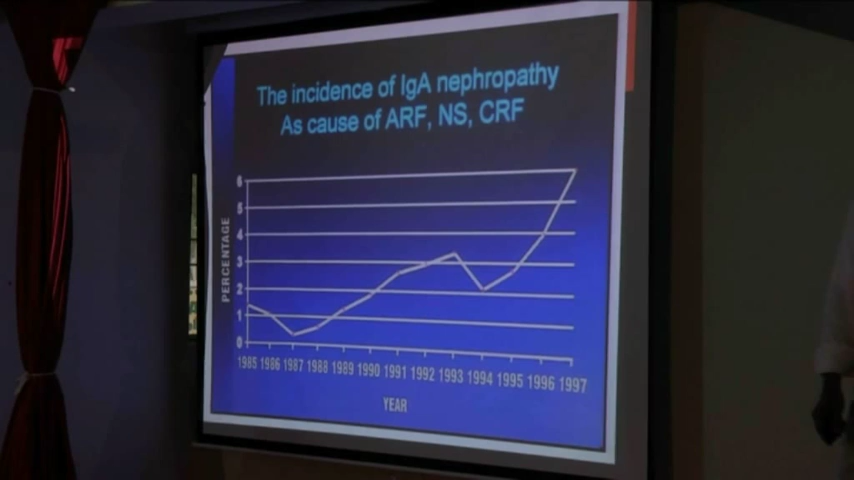 The incidence of IgA nephropathy
As cause of ARF, NS, CRF
6
5
4
3
2
1
0
PERCENTAGE
1985 1986 1987 1988 1989 1990 1991 1992 1993 1994 1995 1996 1997
YEAR